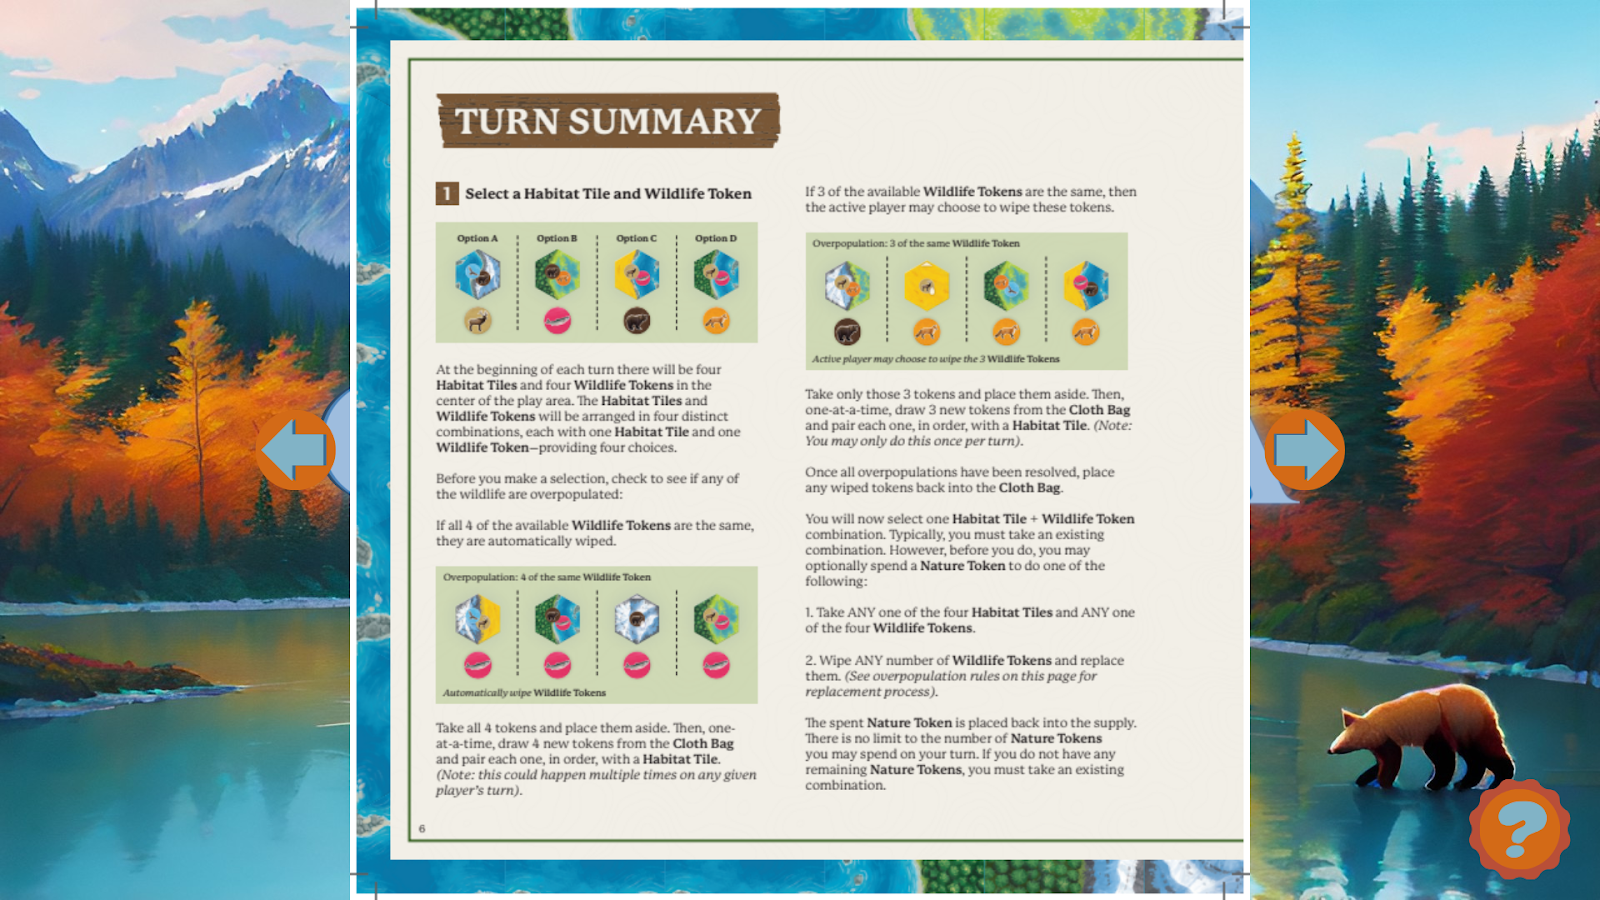 TURN SUMMARY
1 Select a Habitat Tile and Wildlife Token
Option A Option B Option C Option D
At the beginning of each turn there will be four
Habitat Tiles and four Wildlife Tokens in the
center of the play area. The Habitat Tiles and
Wildlife Tokens will be arranged in four distinct
combinations, each with one Habitat Tile and one
Wildlife Token—providing four choices.
Before you make a selection, check to see if any of
the wildlife are overpopulated:
If all 4 of the available Wildlife Tokens are the same,
they are automatically wiped.
Overpopulation: 4 of the same Wildlife Token
Automatically wipe Wildlife Tokens
Take all 4 tokens and place them aside. Then, one-
at-a-time, draw 4 new tokens from the Cloth Bag
and pair each one, in order, with a Habitat Tile.
(Note: this could happen multiple times on any given
player's turn).
6
If 3 of the available Wildlife Tokens are the same, then
the active player may choose to wipe these tokens.
Overpopulation: 3 of the same Wildlife Token
Active player may choose to wipe the 3 Wildlife Tokens
Take only those 3 tokens and place them aside. Then,
one-at-a-time, draw 3 new tokens from the Cloth Bag
and pair each one, in order, with a Habitat Tile. (Note:
You may only do this once per turn).
Once all overpopulations have been resolved, place
any wiped tokens back into the Cloth Bag.
You will now select one Habitat Tile + Wildlife Token
combination. Typically, you must take an existing
combination. However, before you do, you may
optionally spend a Nature Token to do one of the
following:
1. Take ANY one of the four Habitat Tiles and ANY one
of the four Wildlife Tokens.
2. Wipe ANY number of Wildlife Tokens and replace
them. (See overpopulation rules on this page for
replacement process).
The spent Nature Token is placed back into the supply.
There is no limit to the number of Nature Tokens
you may spend on your turn. If you do not have any
remaining Nature Tokens, you must take an existing
combination.
?